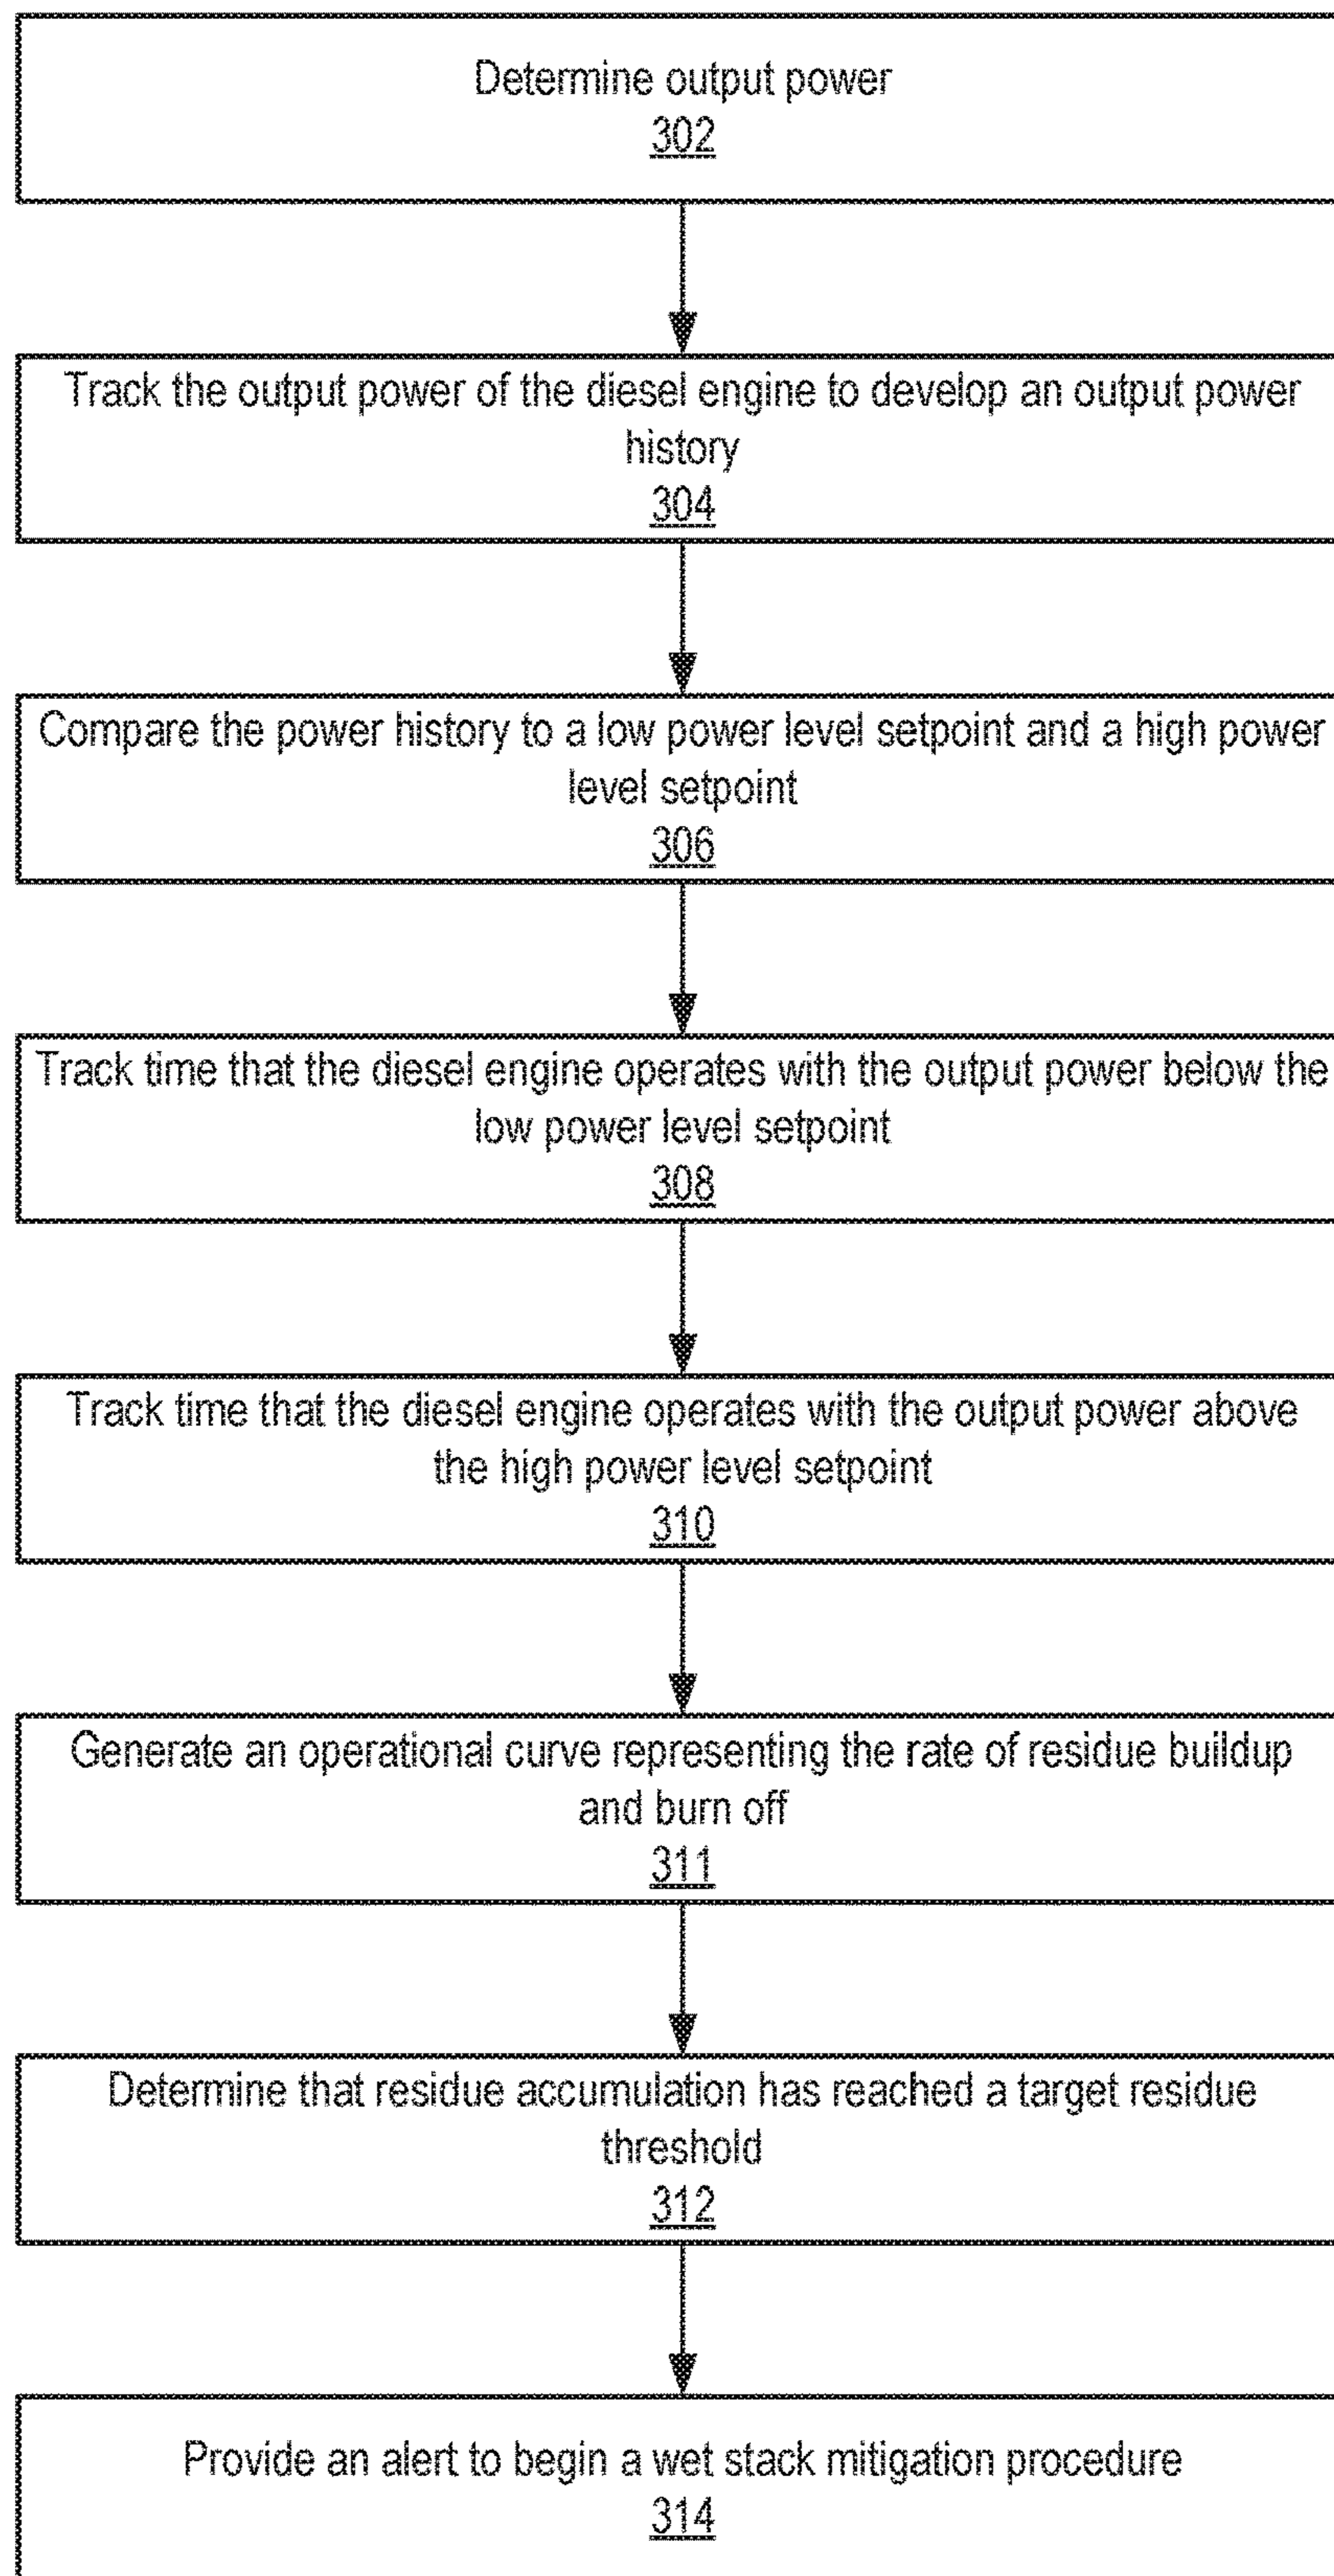 Determine output power
302
Track the output power of the diesel engine to develop an output power
history
304
Compare the power history to a low power level setpoint and a high power
level setpoint
306
Track time that the diesel engine operates with the output power below the
low power level setpoint
308
Track time that the diesel engine operates with the output power above
the high power level setpoint
310
Generate an operational curve representing the rate of residue buildup
and burn off
311
Determine that residue accumulation has reached a target residue
threshold
312
Provide an alert to begin a wet stack mitigation procedure
314